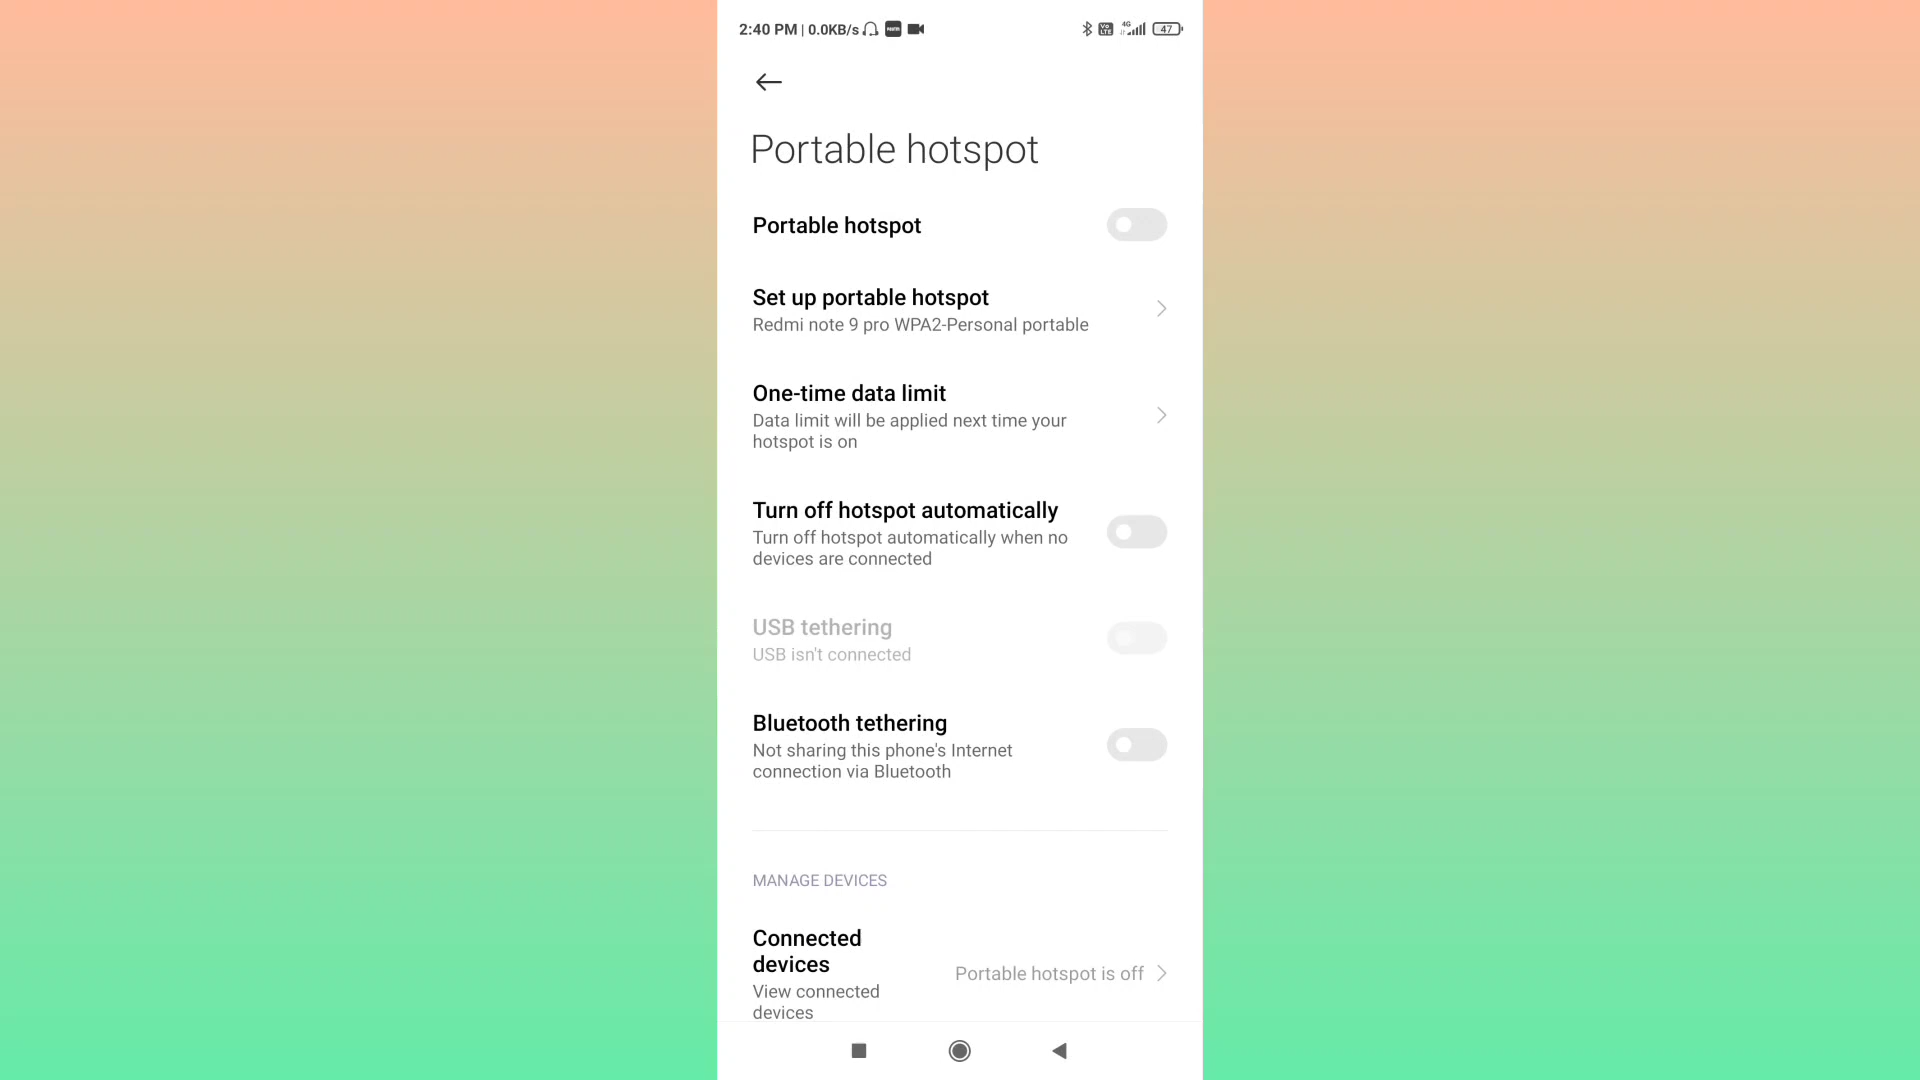 2:40 PM | 0.0KB/s
Vo
LTE
4G
47
Portable hotspot
Portable hotspot
Set up portable hotspot
Redmi note 9 pro WPA2-Personal portable
One-time data limit
Data limit will be applied next time your
hotspot is on
Turn off hotspot automatically
Turn off hotspot automatically when no
devices are connected
USB tethering
USB isn't connected
Bluetooth tethering
Not sharing this phone's Internet
connection via Bluetooth
MANAGE DEVICES
Connected
devices
Portable hotspot is off
View connected
devices